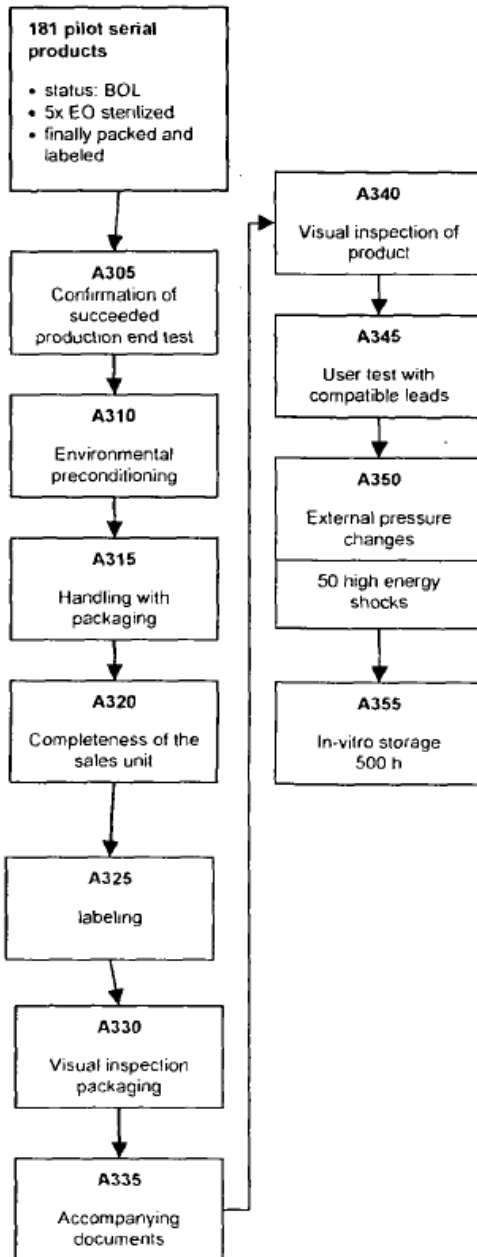 181 pilot serial
products
• status: BOL
• 5x EO sterilized
• finally packed and
labeled
A305
Confirmation of
succeeded
production end test
A310
Environmental
preconditioning
A315
Handling with
packaging
A320
Completeness of the
sales unit
A325
labeling
A330
Visual inspection
packaging
A335
Accompanying
documents
A340
Visual inspection of
product
A345
User test with
compatible leads
A350
External pressure
changes
50 high energy
shocks
A355
In-vitro storage
500 h